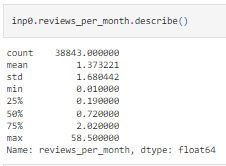 inp0.reviews_per_month.describe()
count    38843.000000
mean         1.373221
std          1.680442
min          0.010000
25%          0.190000
50%          0.720000
75%          2.020000
max         58.500000
Name: reviews_per_month, dtype: float64